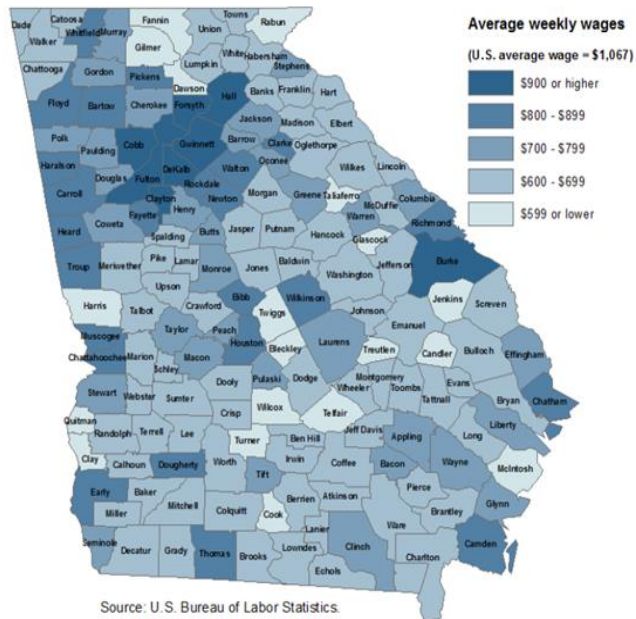 Average weekly wages
(U.S. average wage = $1,067)
$900 or higher
$800 - $899
$700 - $799
$600 - $699
$599 or lower
Dade
Catoosa
Whitfield
Murray
Fannin
Towns
Union
Rabun
Walker
Gilmer
White
Habersham
Lumpkin
Stephens
Chattooga
Gordon
Pickens
Dawson
Hall
Banks
Franklin
Hart
Floyd
Bartow
Cherokee
Forsyth
Jackson
Madison
Elbert
Polk
Paulding
Cobb
Gwinnett
Barrow
Clarke
Oconee
Oglethorpe
Haralson
Douglas
Fulton
DeKalb
Rockdale
Walton
Wilkes
Lincoln
Carroll
Clayton
Newton
Morgan
Greene
Taliaferro
McDuffie
Columbia
Fayette
Henry
Warren
Richmond
Heard
Coweta
Spalding
Butts
Jasper
Putnam
Hancock
Glascock
Troup
Meriwether
Pike
Lamar
Monroe
Jones
Baldwin
Washington
Jefferson
Burke
Upson
Jenkins
Screven
Harris
Talbot
Crawford
Bibb
Twiggs
Wilkinson
Johnson
Emanuel
Muscogee
Taylor
Peach
Houston
Bleckley
Laurens
Treutlen
Candler
Bulloch
Effingham
Chattahoochee
Marion
Macon
Schley
Pulaski
Dodge
Montgomery
Wheeler
Toombs
Evans
Tattnall
Bryan
Chatham
Stewart
Webster
Sumter
Dooly
Crisp
Wilcox
Telfair
Quitman
Randolph
Terrell
Lee
Turner
Ben Hill
Jeff Davis
Appling
Long
Liberty
Clay
Calhoun
Dougherty
Worth
Irwin
Coffee
Bacon
Wayne
McIntosh
Early
Baker
Tift
Miller
Mitchell
Colquitt
Cook
Berrien
Atkinson
Pierce
Brantley
Glynn
Seminole
Decatur
Grady
Thomas
Brooks
Lowndes
Lanier
Clinch
Ware
Charlton
Camden
Echols
Source: U.S. Bureau of Labor Statistics.